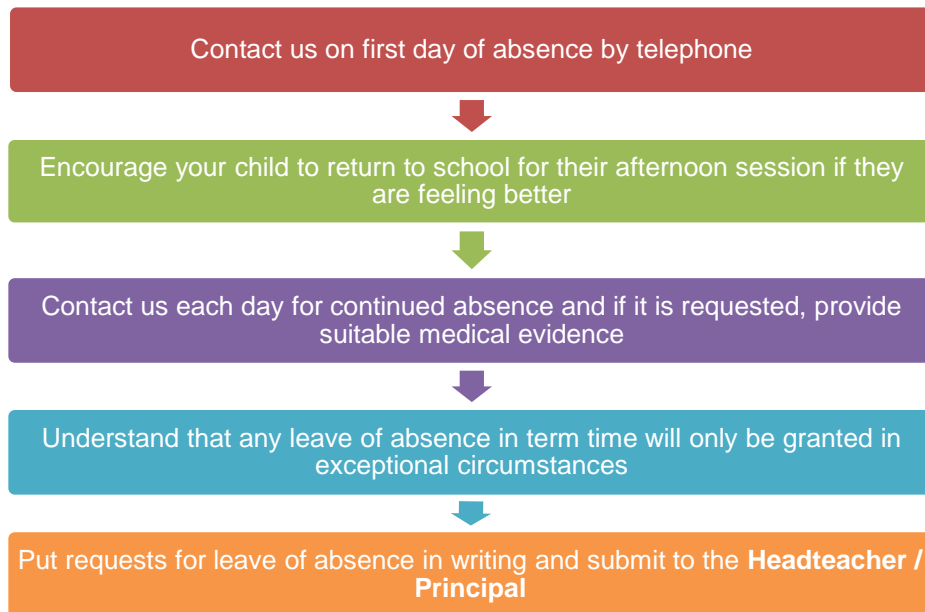 Contact us on first day of absence by telephone
Encourage your child to return to school for their afternoon session if they
are feeling better
Contact us each day for continued absence and if it is requested, provide
suitable medical evidence
Understand that any leave of absence in term time will only be granted in
exceptional circumstances
Put requests for leave of absence in writing and submit to the Headteacher /
Principal